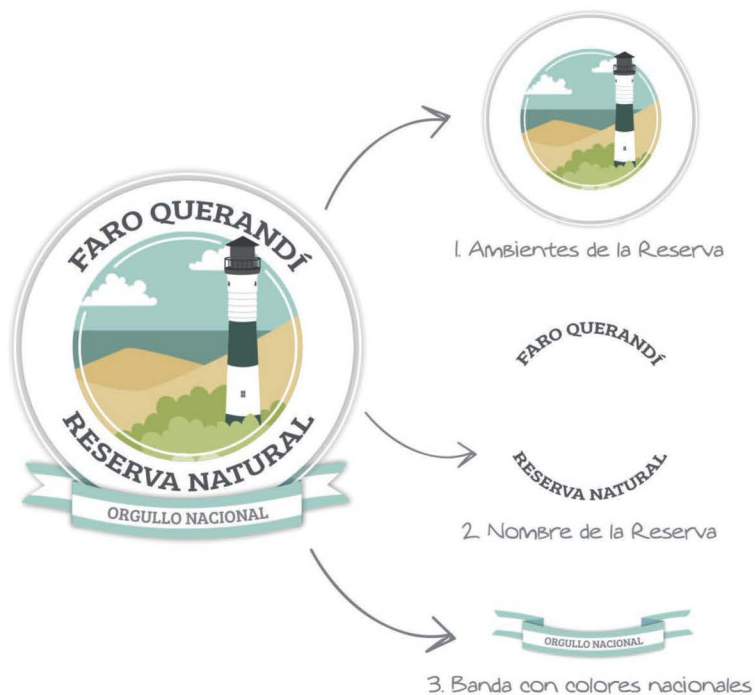 FARO QUERANDÍ
RESERVA NATURAL
ORGULLO NACIONAL
1. Ambientes de la Reserva
FARO QUERANDÍ
RESERVA NATURAL
2. Nombre de la Reserva
ORGULLO NACIONAL
3. Banda con colores nacionales